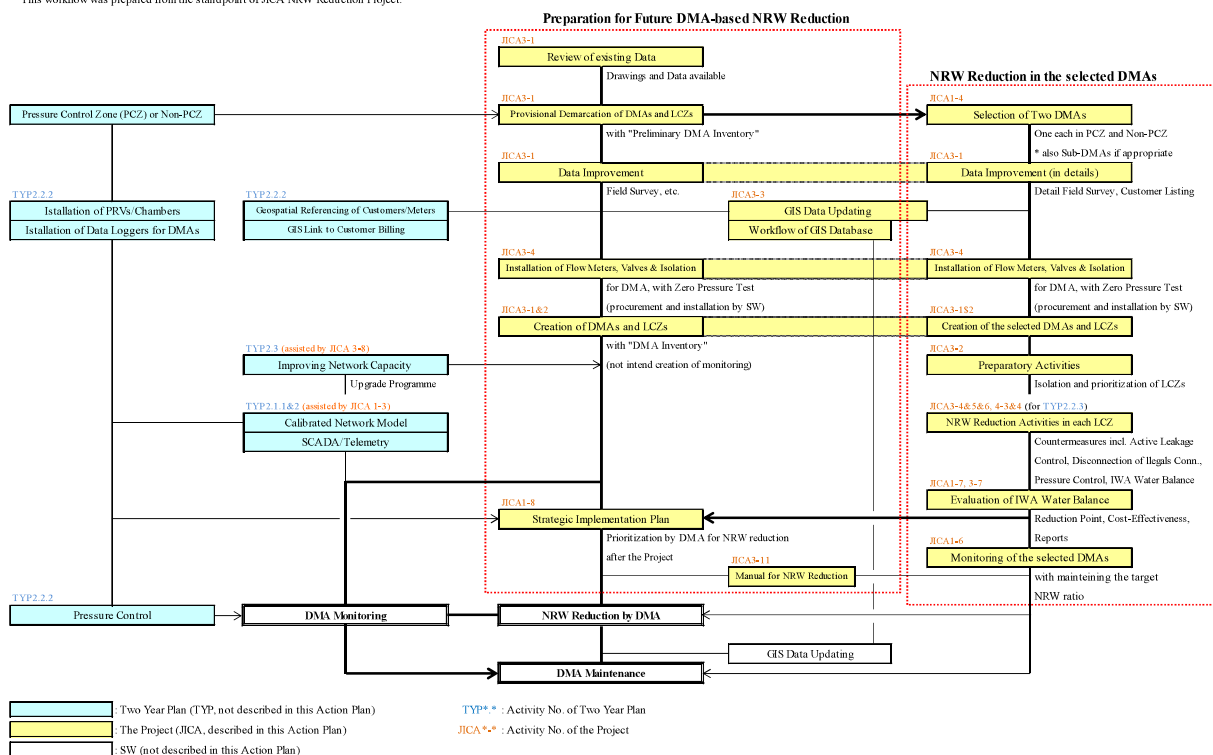 This workflow was prepared from the standpoint of JICA NRW Reduction Project.
Preparation for Future DMA-based NRW Reduction
JICA3-1
Review of existing Data
Drawings and Data available
NRW Reduction in the selected DMAs
JICA3-1
JICA1-4
Pressure Control Zone (PCZ) or Non-PCZ
Provisional Demarcation of DMAs and LCZs
Selection of Two DMAs
with "Preliminary DMA Inventory"
One each in PCZ and Non-PCZ
* also Sub-DMAs if appropriate
JICA3-1
JICA3-1
Data Improvement
Data Improvement (in details)
TYP2.2.2
TYP2.2.2
Field Survey, etc.
JICA3-3
Detail Field Survey, Customer Listing
Istallation of PRVs/Chambers
Geospatial Referencing of Customers/Meters
GIS Data Updating
Istallation of Data Loggers for DMAs
GIS Link to Customer Billing
Workflow of GIS Database
JICA3-4
JICA3-4
Installation of Flow Meters, Valves & Isolation
Installation of Flow Meters, Valves & Isolation
for DMA, with Zero Pressure Test
for DMA, with Zero Pressure Test
(procurement and installation by SW)
(procurement and installation by SW)
JICA3-1&2
JICA3-1$2
Creation of DMAs and LCZs
Creation of the selected DMAs and LCZs
with "DMA Inventory"
TYP2.3 (assisted by JICA 3-8)
JICA3-2
Improving Network Capacity
(not intend creation of monitoring)
Preparatory Activities
Upgrade Programme
Isolation and prioritization of LCZs
TYP2.1.1&2 (assisted by JICA 1-3)
JICA3-4&5&6, 4-3&4 (for TYP2.2.3)
Calibrated Network Model
NRW Reduction Activities in each LCZ
SCADA/Telemetry
Countermeasures incl. Active Leakage
Control, Disconnection of Ilegals Conn.,
Pressure Control, IWA Water Balance
JICA1-7, 3-7
Evaluation of IWA Water Balance
JICA1-8
Strategic Implementation Plan
Reduction Point, Cost-Effectiveness,
Reports
Prioritization by DMA for NRW reduction
after the Project
JICA1-6
Monitoring of the selected DMAs
JICA3-11
Manual for NRW Reduction
with mainteining the target
NRW ratio
TYP2.2.2
Pressure Control
DMA Monitoring
NRW Reduction by DMA
GIS Data Updating
DMA Maintenance
: Two Year Plan (TYP, not described in this Action Plan)
TYP*.* : Activity No. of Two Year Plan
: The Project (JICA, described in this Action Plan)
JICA*-* : Activity No. of the Project
: SW (not described in this Action Plan)